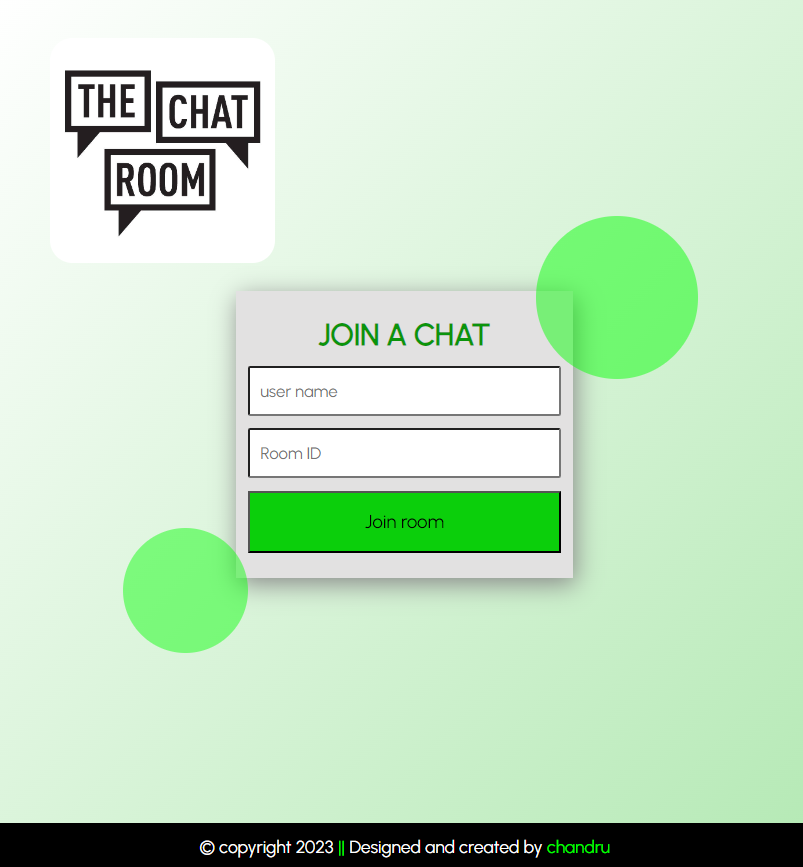 THE
CHAT
ROOM
JOIN A CHAT
user name
Room ID
Join room
© copyright 2023 || Designed and created by chandru